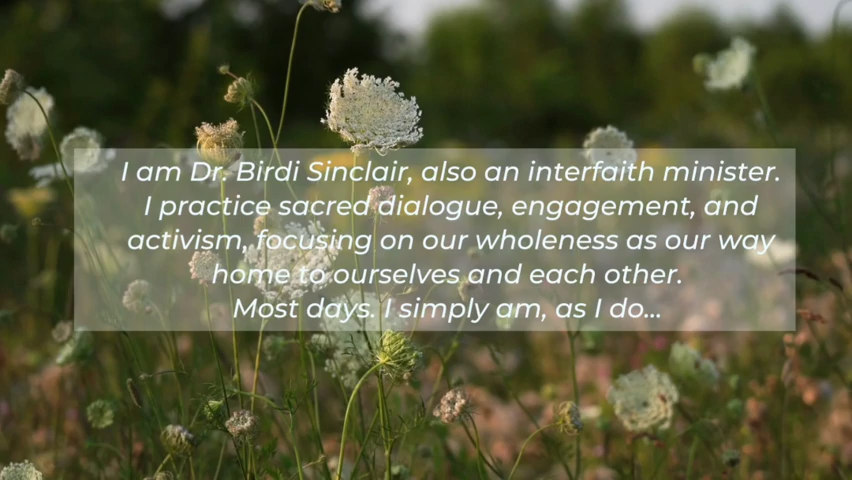 I am Dr. Birdi Sinclair, also an interfaith minister.
I practice sacred dialogue, engagement, and
activism, focusing on our wholeness as our way
home to ourselves and each other.
Most days. I simply am, as I do...